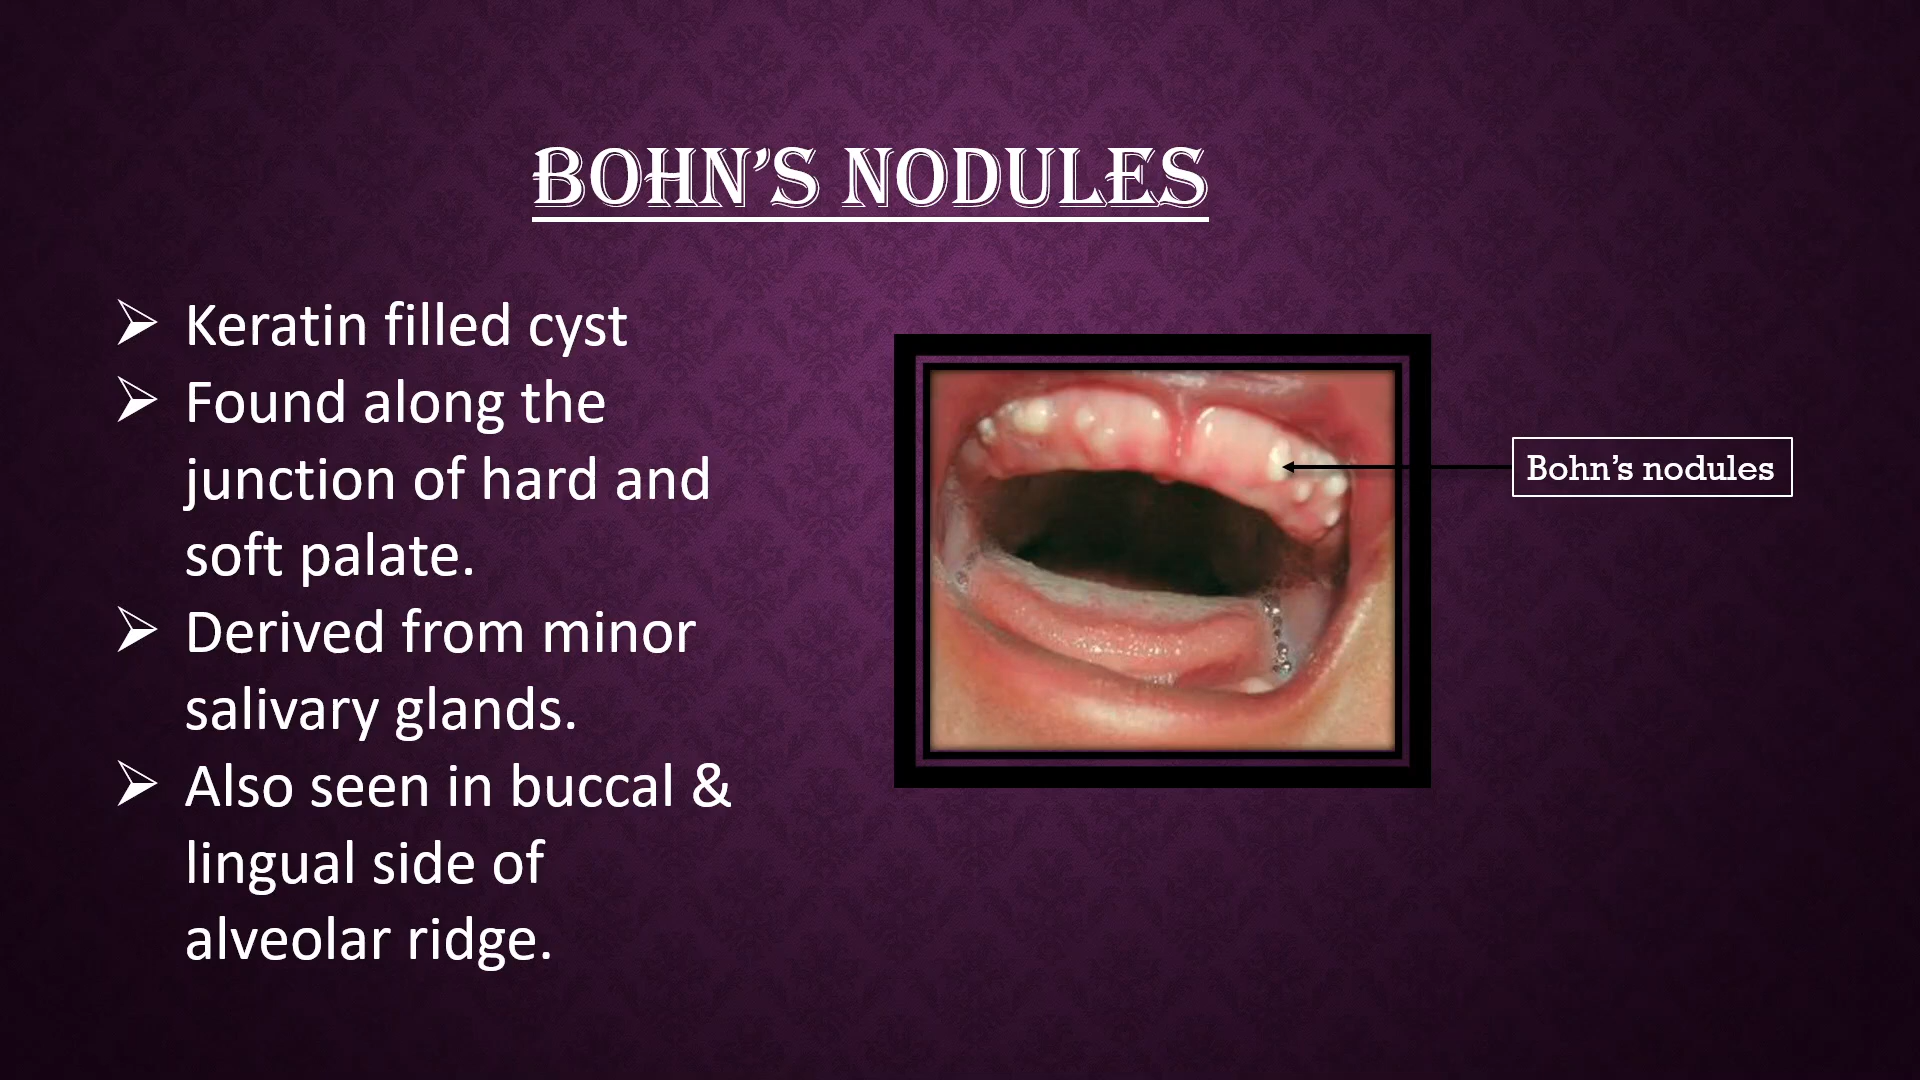 BOHN’S NODULES
➢ Keratin filled cyst
➢ Found along the
junction of hard and
soft palate.
➢ Derived from minor
salivary glands.
➢ Also seen in buccal &
lingual side of
alveolar ridge.
Bohn’s nodules